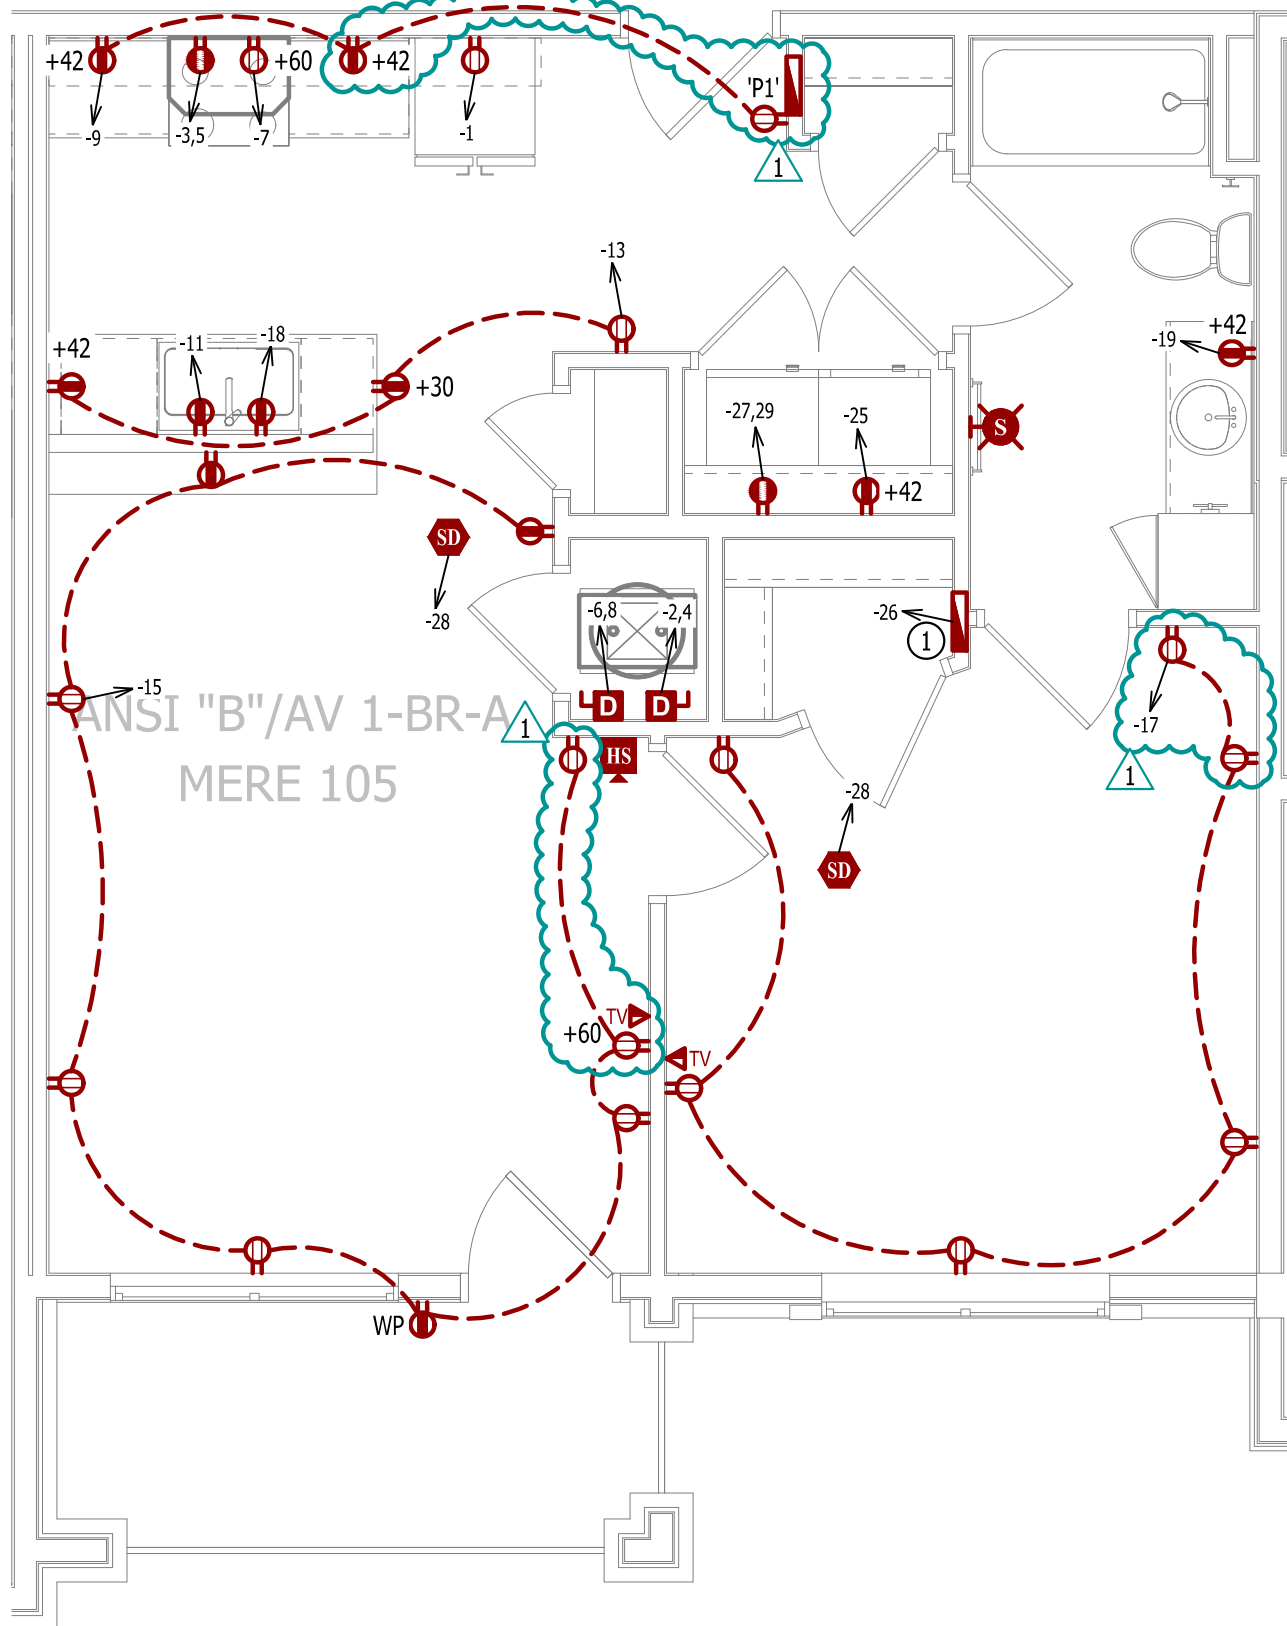 +42
+60
+42
'P1'
-9
-3,5
-7
-1
1
-13
+42
-11
-18
+30
-19
+42
-27,29
-25
+42
S
SD
-28
-6,8
-2,4
-26
1
D
D
-15
ANSI "B"/AV 1-BR-A
MERE 105
1
HS
-17
1
-28
SD
TV
+60
TV
WP